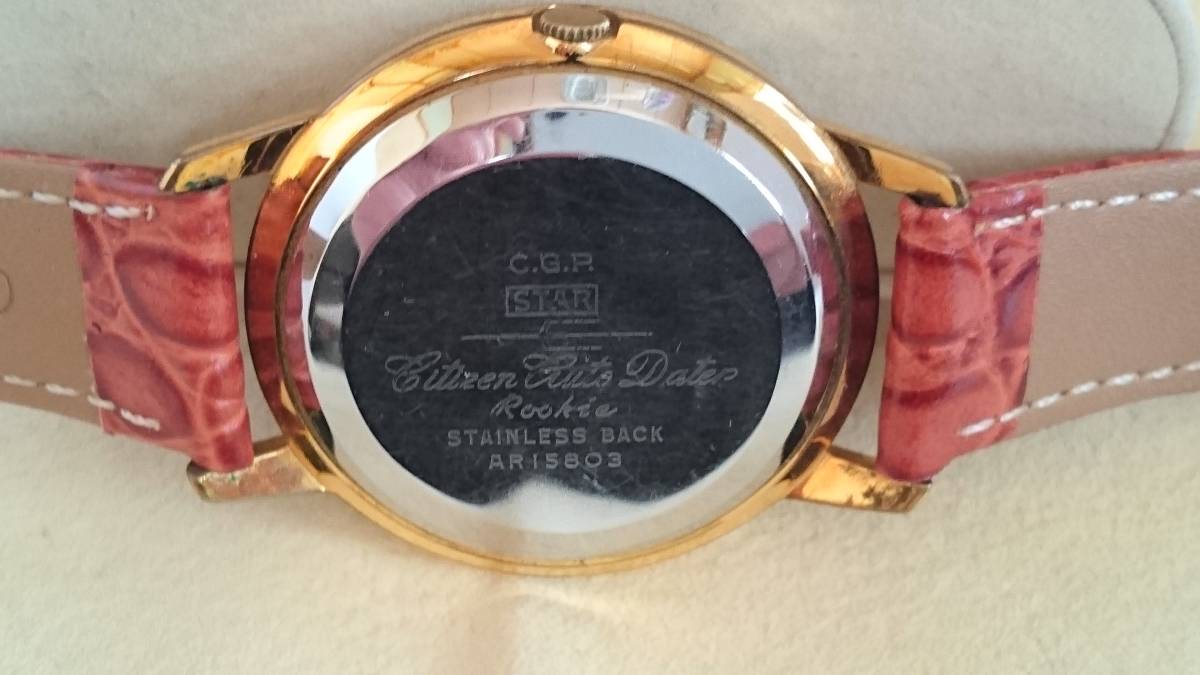 C.G.P.
STAR
Citizen Auto Dater
Rookie
STAINLESS BACK
AR15803